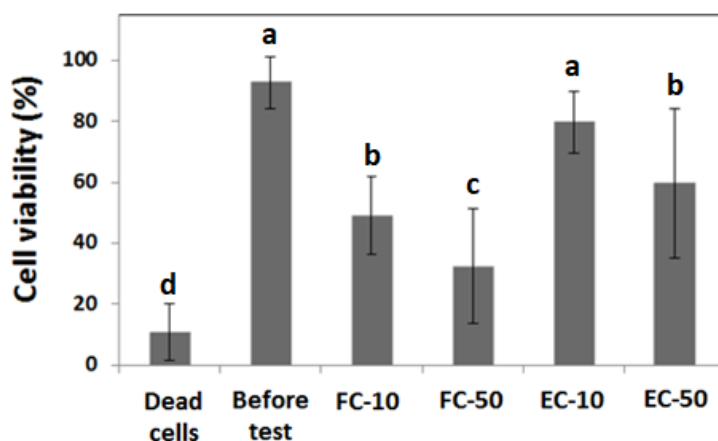 Cell viability (%)
100
80
60
40
20
0
d
a
b
c
a
b
Dead cells
Before test
FC-10
FC-50
EC-10
EC-50